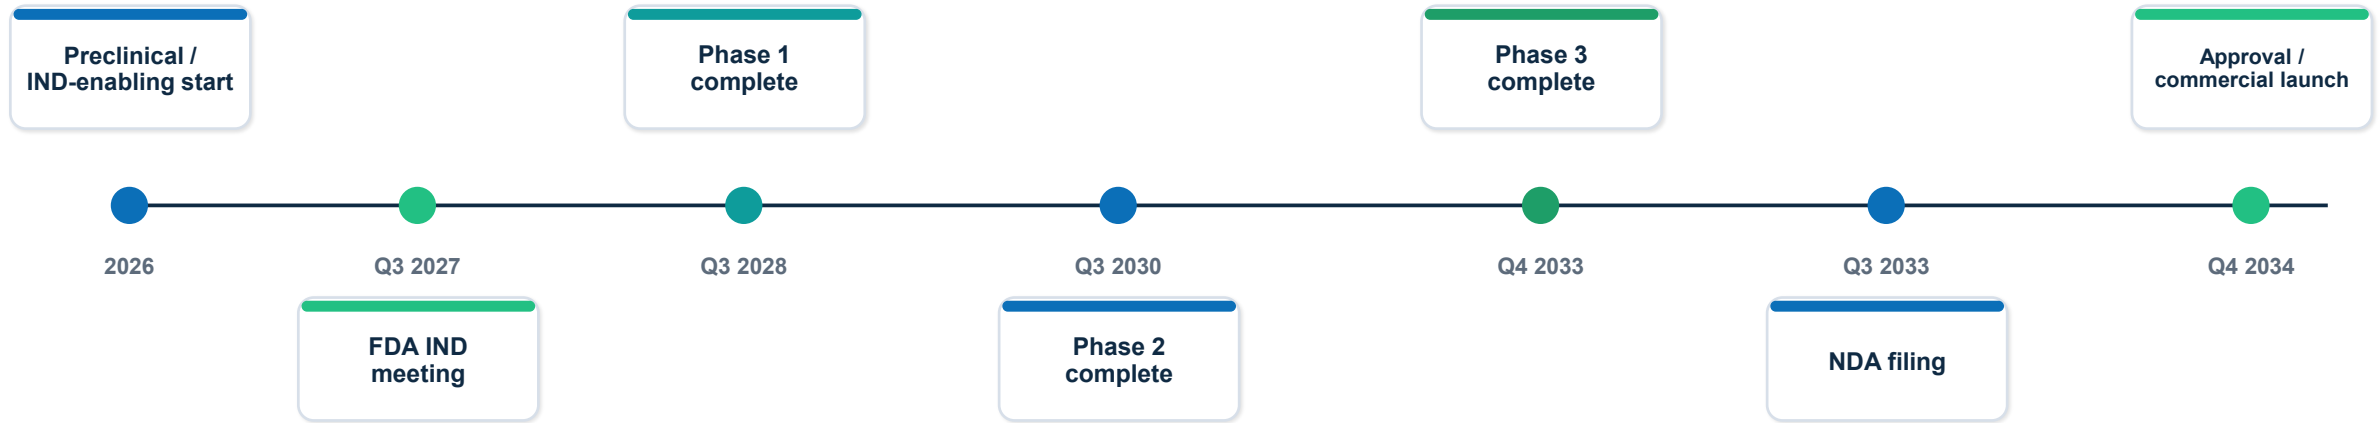 Preclinical /
IND-enabling start
Phase 1
complete
Phase 3
complete
Approval /
commercial launch
2026
Q3 2027
Q3 2028
Q3 2030
Q4 2033
Q3 2033
Q4 2034
FDA IND
meeting
Phase 2
complete
NDA filing